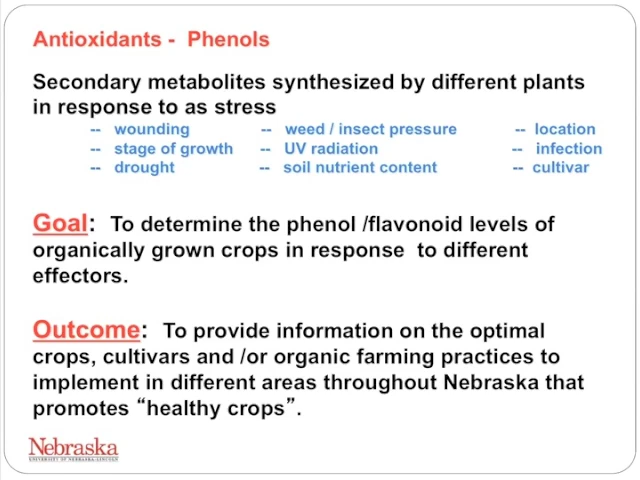 Antioxidants - Phenols
Secondary metabolites synthesized by different plants
in response to as stress
-- wounding -- weed / insect pressure -- location
-- stage of growth -- UV radiation -- infection
-- drought -- soil nutrient content -- cultivar
Goal: To determine the phenol /flavonoid levels of
organically grown crops in response to different
effectors.
Outcome: To provide information on the optimal
crops, cultivars and /or organic farming practices to
implement in different areas throughout Nebraska that
promotes “healthy crops”.
Nebraska
UNIVERSITY OF NEBRASKA-LINCOLN